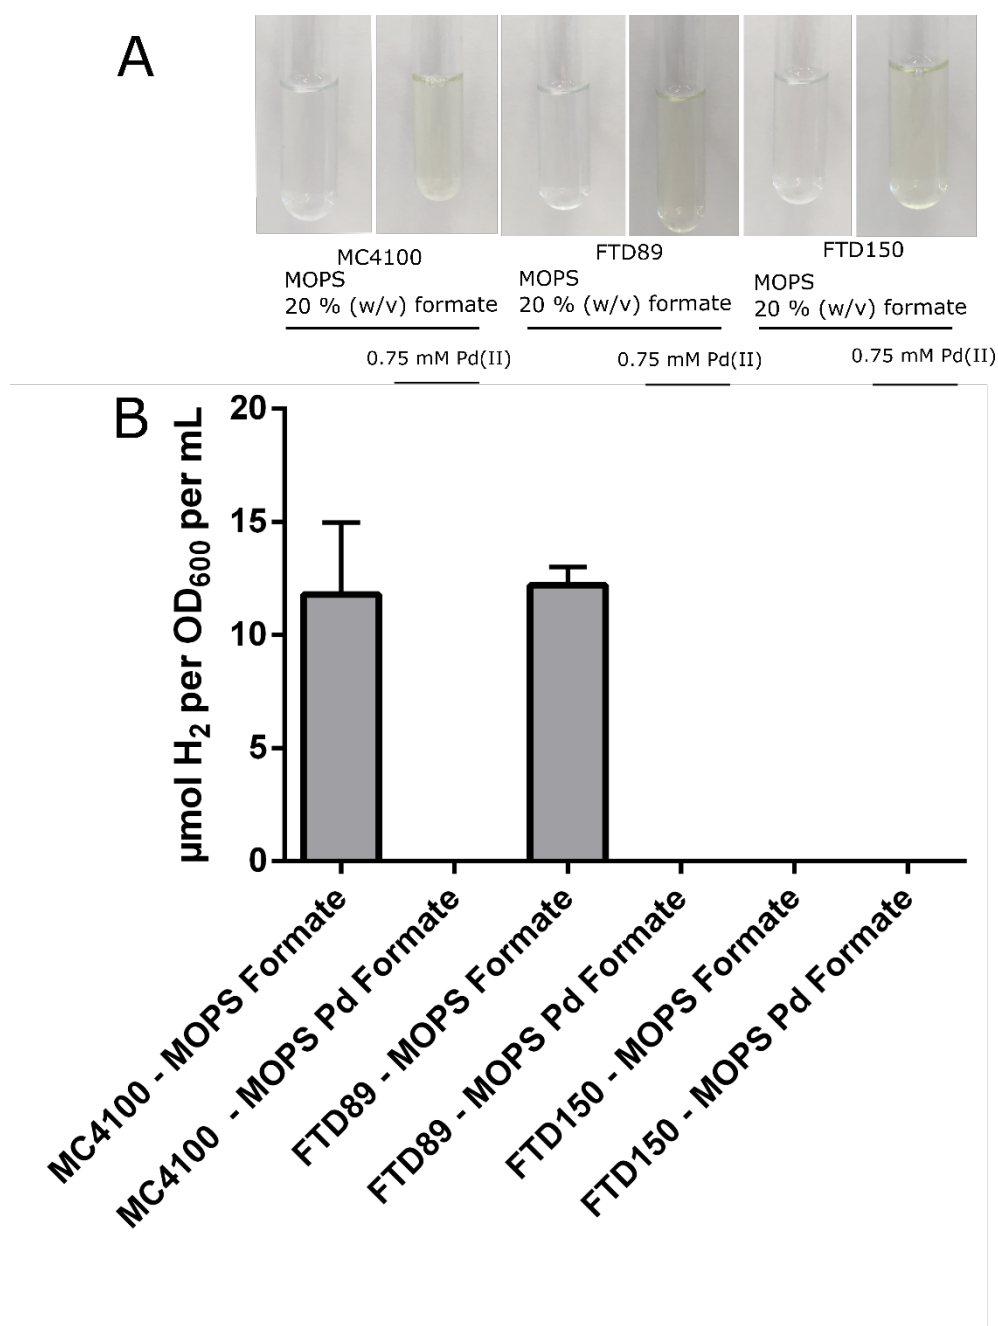 A
MC4100
MOPS
20 % (w/v) formate
0.75 mM Pd(II)
FTD89
MOPS
20 % (w/v) formate
0.75 mM Pd(II)
FTD150
MOPS
20 % (w/v) formate
0.75 mM Pd(II)
B
µmol H2 per OD600 per mL
20
15
10
5
0
MC4100 - MOPS Formate
MC4100 - MOPS Pd Formate
FTD89 - MOPS Formate
FTD89 - MOPS Pd Formate
FTD150 - MOPS Formate
FTD150 - MOPS Pd Formate